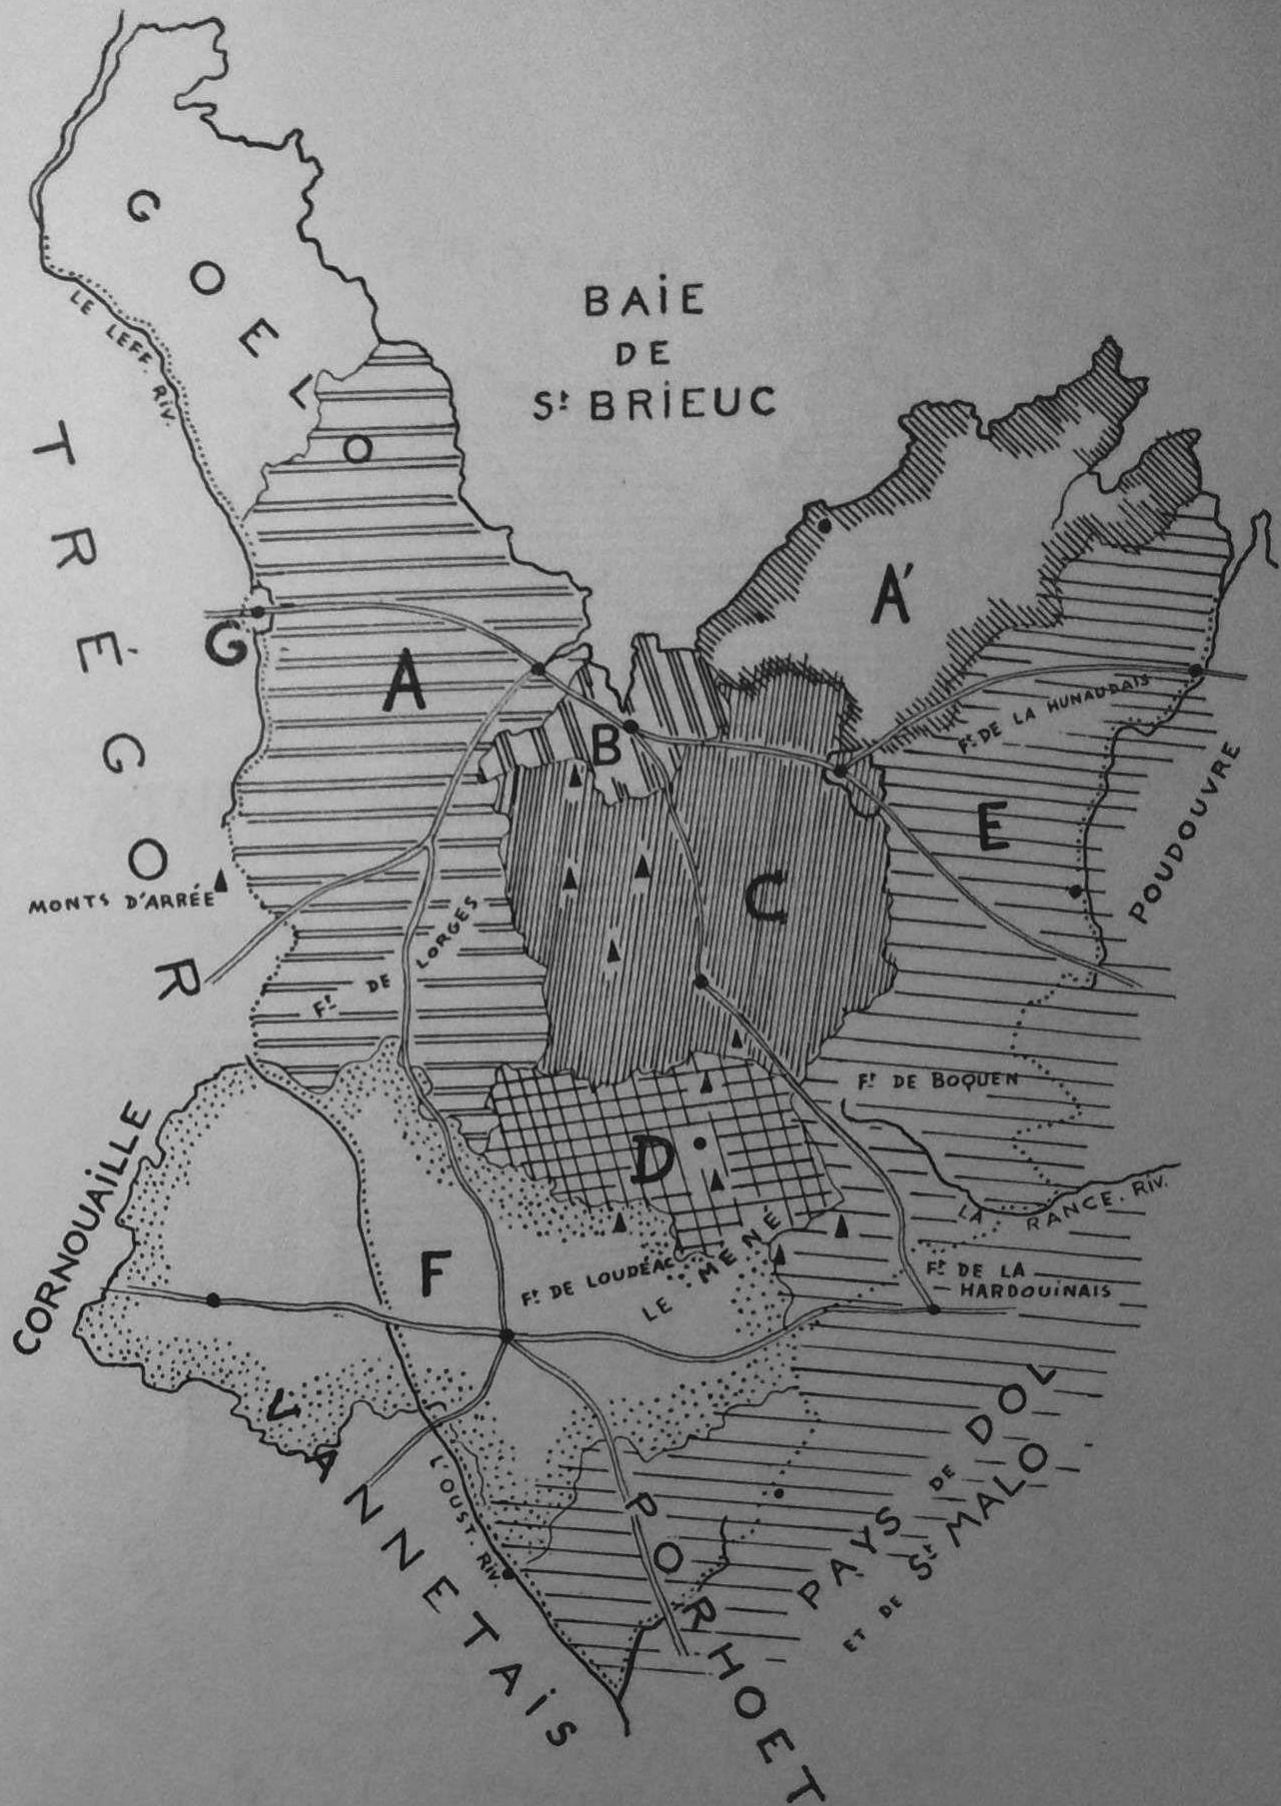 GOELO
LE LEFF. RIV.
BAIE
DE
St BRIEUC
TRÉGOR
A'
G
A
B
Ft DE LA HUNAUDAIS
E
POUDOUVRE
C
MONTS D'ARRÉE
Ft DE LORGES
Ft DE BOQUEN
D
CORNOUAILLE
LA RANCE. RIV.
F
Ft DE LOUDÉAC
LE MENÉ
Ft DE LA
HARDOUINAIS
VANNETAIS
L'OUST. RIV.
PORHOET
PAYS DE DOL
ET DE St MALO